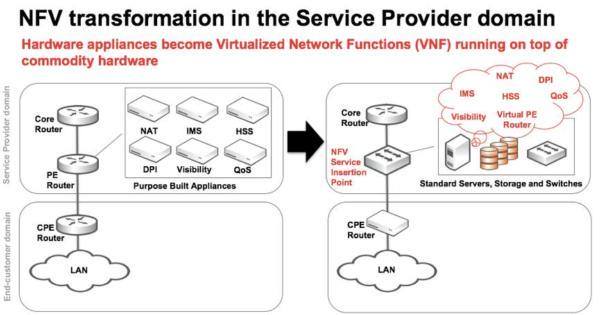 NFV transformation in the Service Provider domain
Hardware appliances become Virtualized Network Functions (VNF) running on top of
commodity hardware
Service Provider domain
Core
Router
PE
Router
NAT
IMS
HSS
DPI
Visibility
QoS
Purpose Built Appliances
End-customer domain
CPE
Router
LAN
Core
Router
NFV
Service
Insertion
Point
NAT
DPI
IMS
HSS
QoS
Visibility
Virtual PE
Router
Standard Servers, Storage and Switches
CPE
Router
LAN